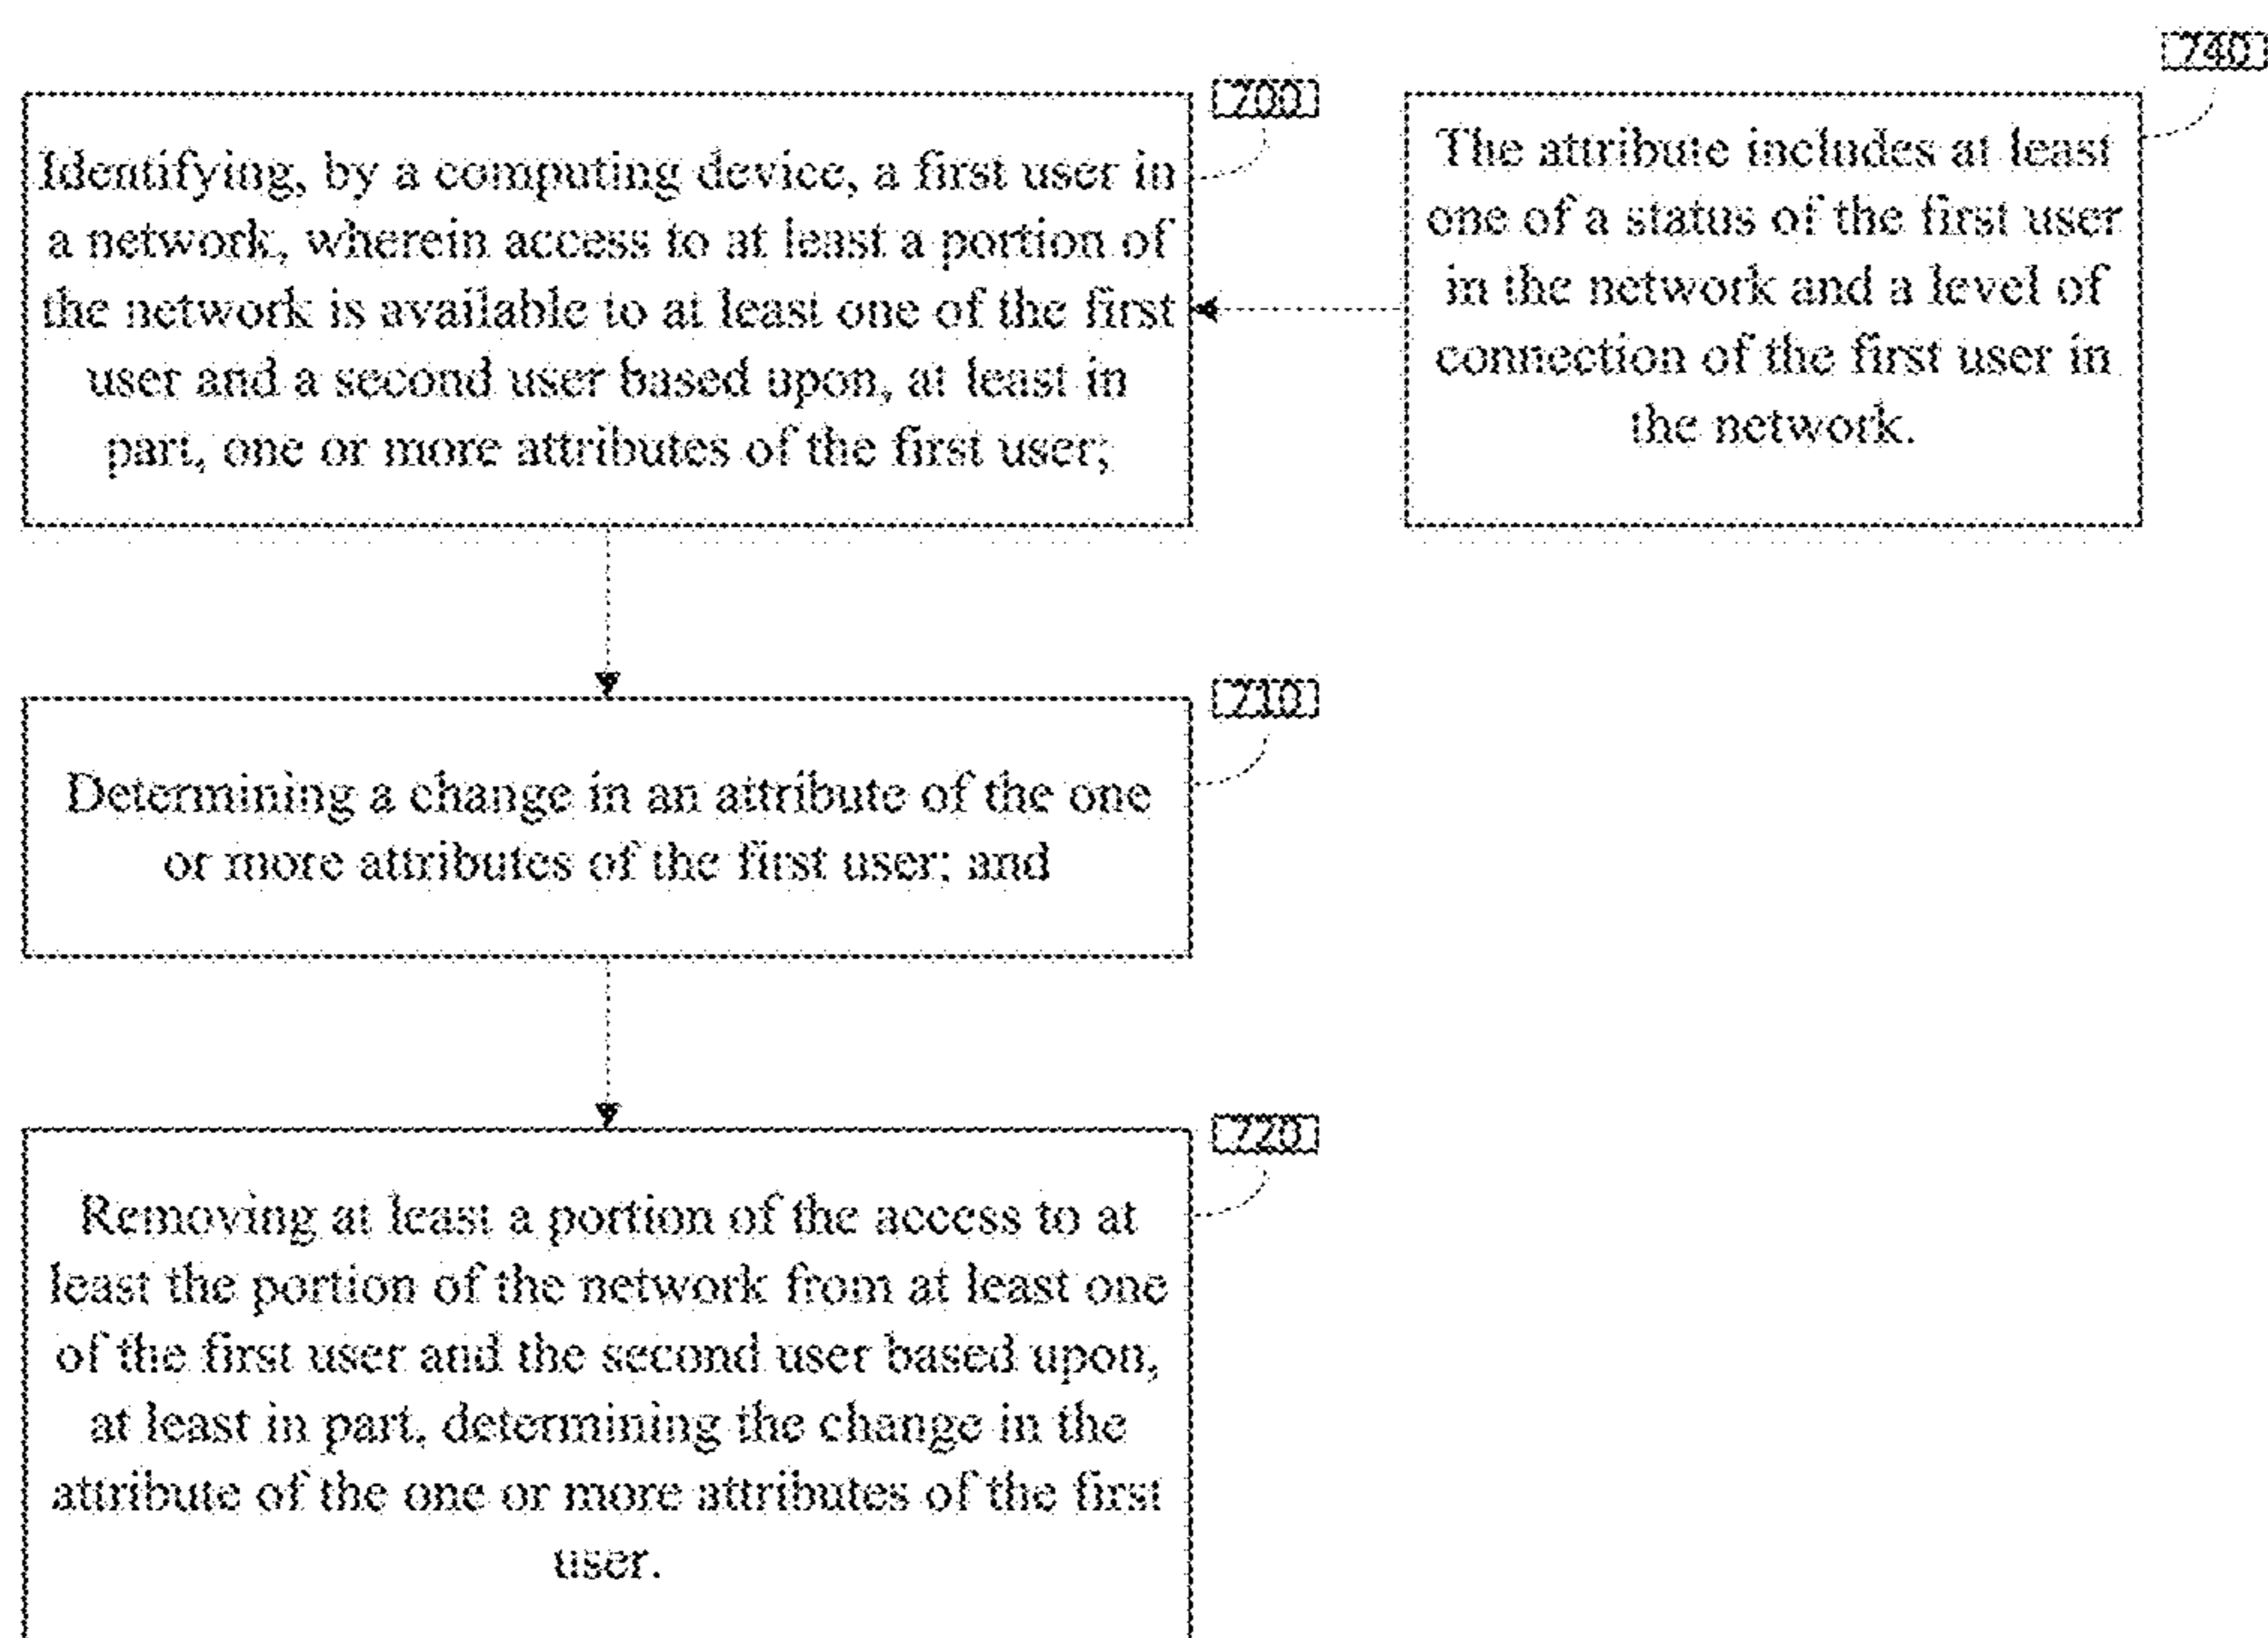 700
Identifying, by a computing device, a first user in
a network, wherein access to at least a portion of
the network is available to at least one of the first
user and a second user based upon, at least in
part, one or more attributes of the first user;
740
The attribute includes at least
one of a status of the first user
in the network and a level of
connection of the first user in
the network.
710
Determining a change in an attribute of the one
or more attributes of the first user; and
720
Removing at least a portion of the access to at
least the portion of the network from at least one
of the first user and the second user based upon,
at least in part, determining the change in the
attribute of the one or more attributes of the first
user.